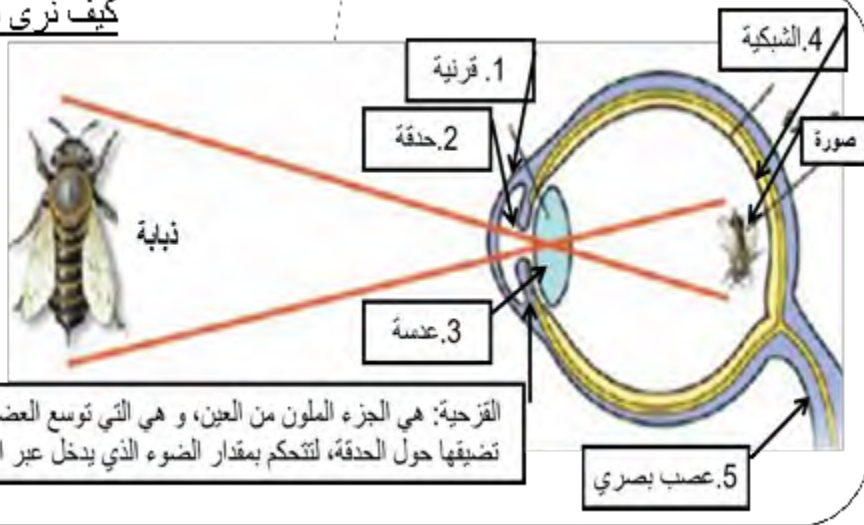 كيف نرى
4.الشبكية
1. قرنية
2.حدقة
صورة
ذبابة
3.عدسة
القزحية: هي الجزء الملون من العين، و هي التي توسع
تضيقها حول الحدقة، لتتحكم بمقدار الضوء الذي يدخل عبر
5.عصب بصري